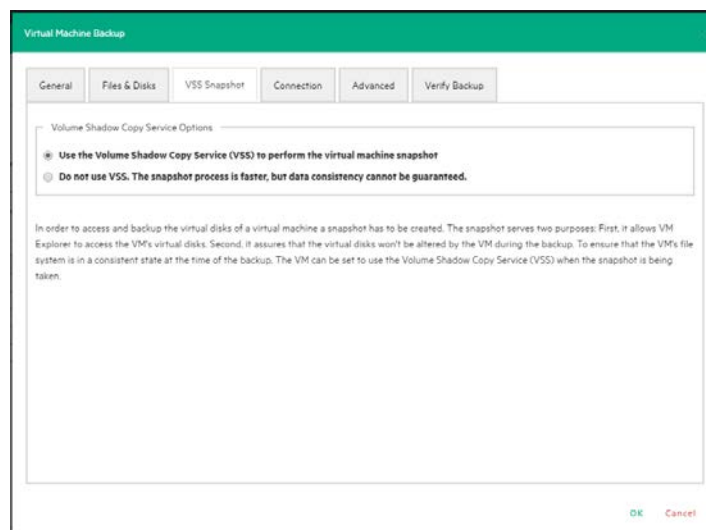 Virtual Machine Backup
General Files & Disks VSS Snapshot Connection Advanced Verify Backup
Volume Shadow Copy Service Options
Use the Volume Shadow Copy Service (VSS) to perform the virtual machine snapshot
Do not use VSS. The snapshot process is faster, but data consistency cannot be guaranteed.
In order to access and backup the virtual disks of a virtual machine a snapshot has to be created. The snapshot serves two purposes: First, it allows VM
Explorer to access the VM's virtual disks. Second, it assures that the virtual disks won't be altered by the VM during the backup. To ensure that the VM's file
system is in a consistent state at the time of the backup. The VM can be set to use the Volume Shadow Copy Service (VSS) when the snapshot is being
taken.
OK Cancel